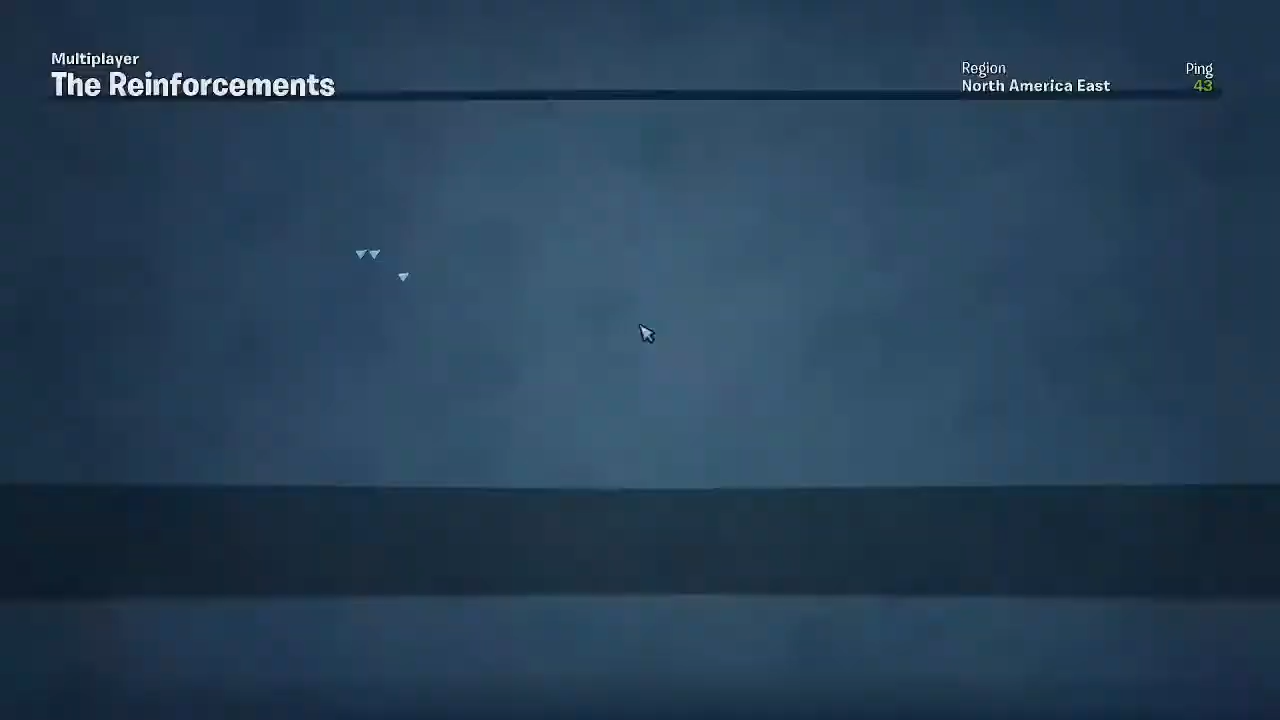 Multiplayer
The Reinforcements
Region
North America East
Ping
43